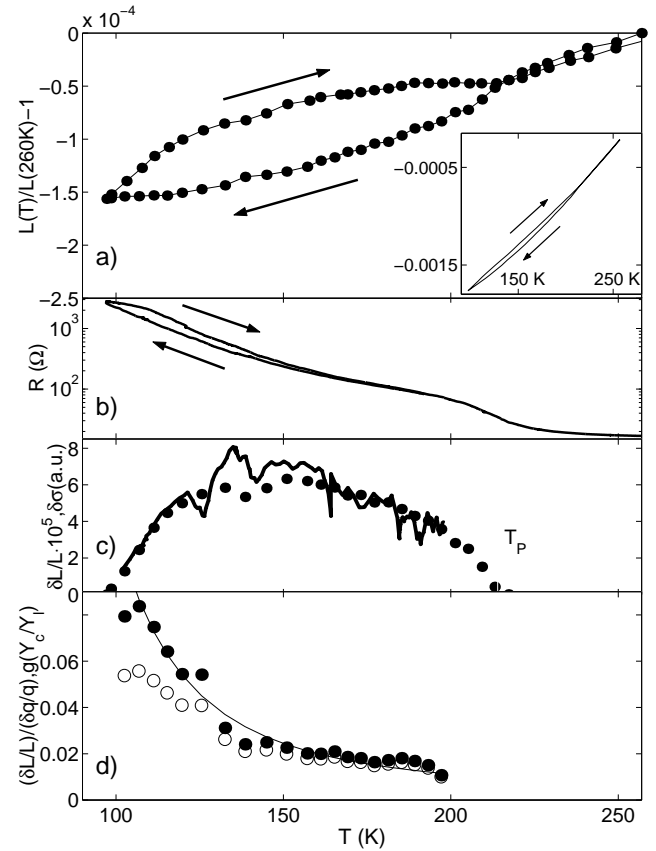 x 10⁻⁴
0
−0.5
−1
−1.5
−2
−2.5
L(T)/L(260K)−1
a)
−0.0005
−0.0015
150 K
250 K
10³
10²
R (Ω)
b)
8
6
4
2
0
δL/L·10⁵,δσ(a.u.)
c)
T_P
0.06
0.04
0.02
0
(δL/L)/(δq/q),g(Y_c/Y_l)
d)
100
150
200
250
T (K)